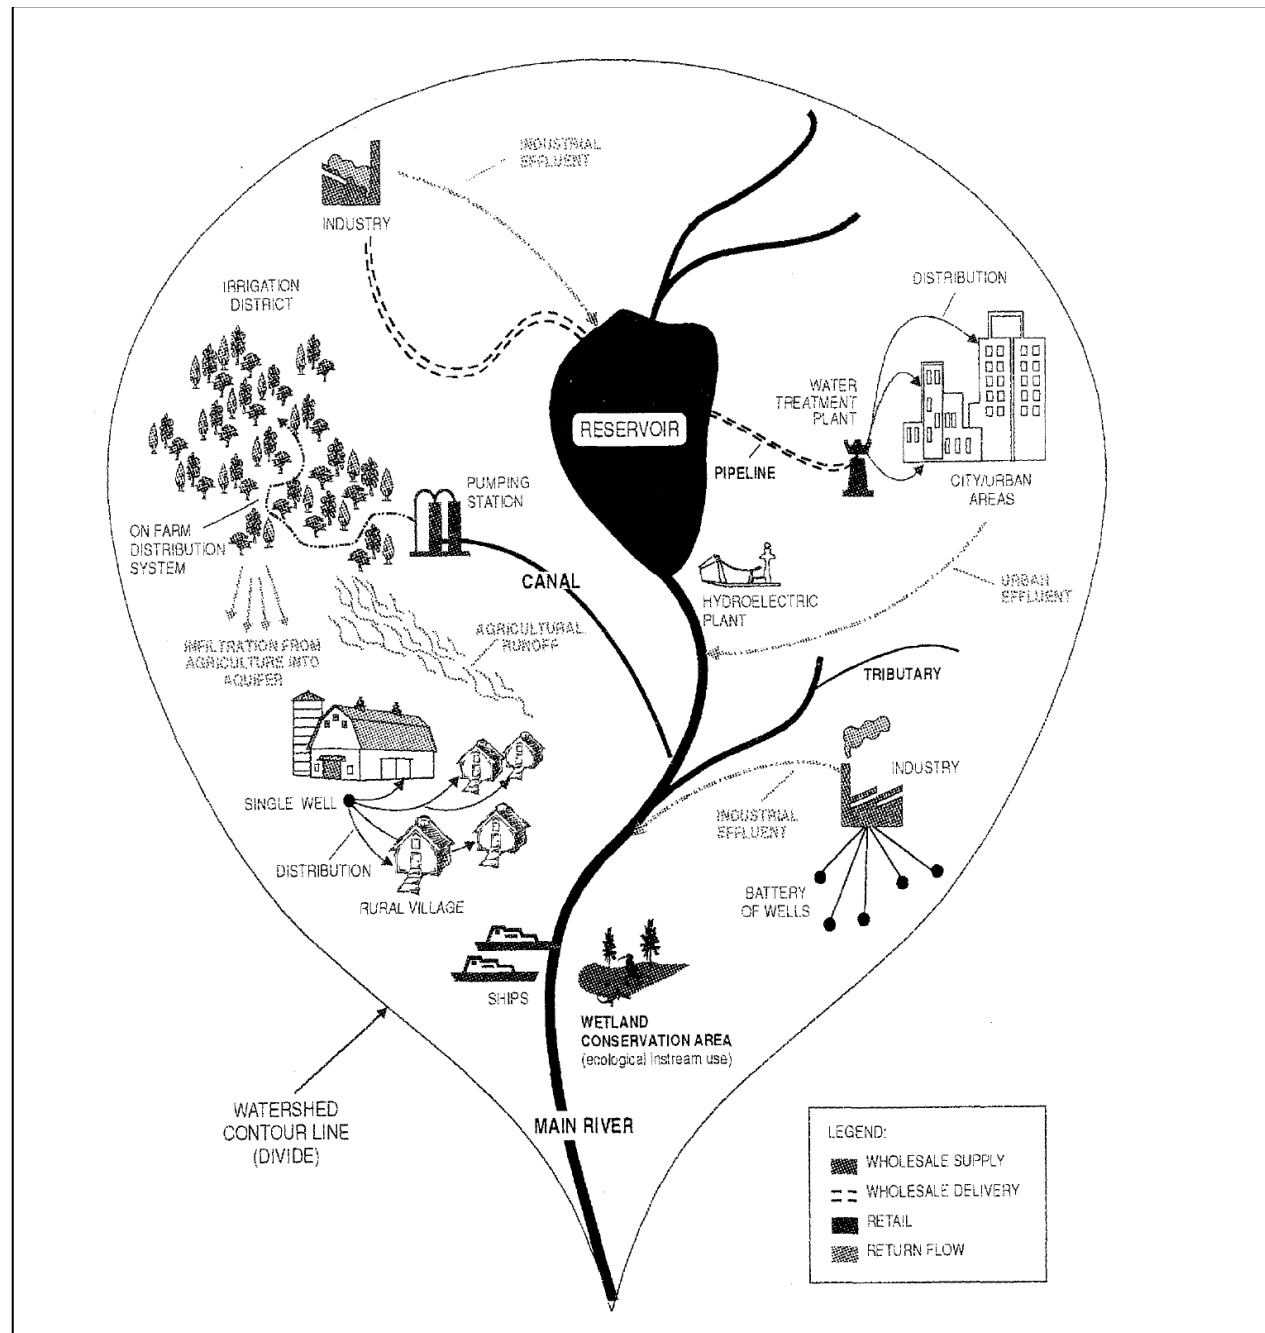 INDUSTRIAL
EFFLUENT
INDUSTRY
IRRIGATION
DISTRICT
DISTRIBUTION
WATER
TREATMENT
PLANT
RESERVOIR
PIPELINE
CITY/URBAN
AREAS
PUMPING
STATION
ON FARM
DISTRIBUTION
SYSTEM
CANAL
HYDROELECTRIC
PLANT
URBAN
EFFLUENT
INFILTRATION FROM
AGRICULTURE INTO
AQUIFER
AGRICULTURAL
RUNOFF
TRIBUTARY
INDUSTRY
SINGLE WELL
INDUSTRIAL
EFFLUENT
DISTRIBUTION
RURAL VILLAGE
BATTERY
OF WELLS
SHIPS
WETLAND
CONSERVATION AREA
(ecological instream use)
WATERSHED
CONTOUR LINE
(DIVIDE)
MAIN RIVER
LEGEND:
WHOLESALE SUPPLY
WHOLESALE DELIVERY
RETAIL
RETURN FLOW